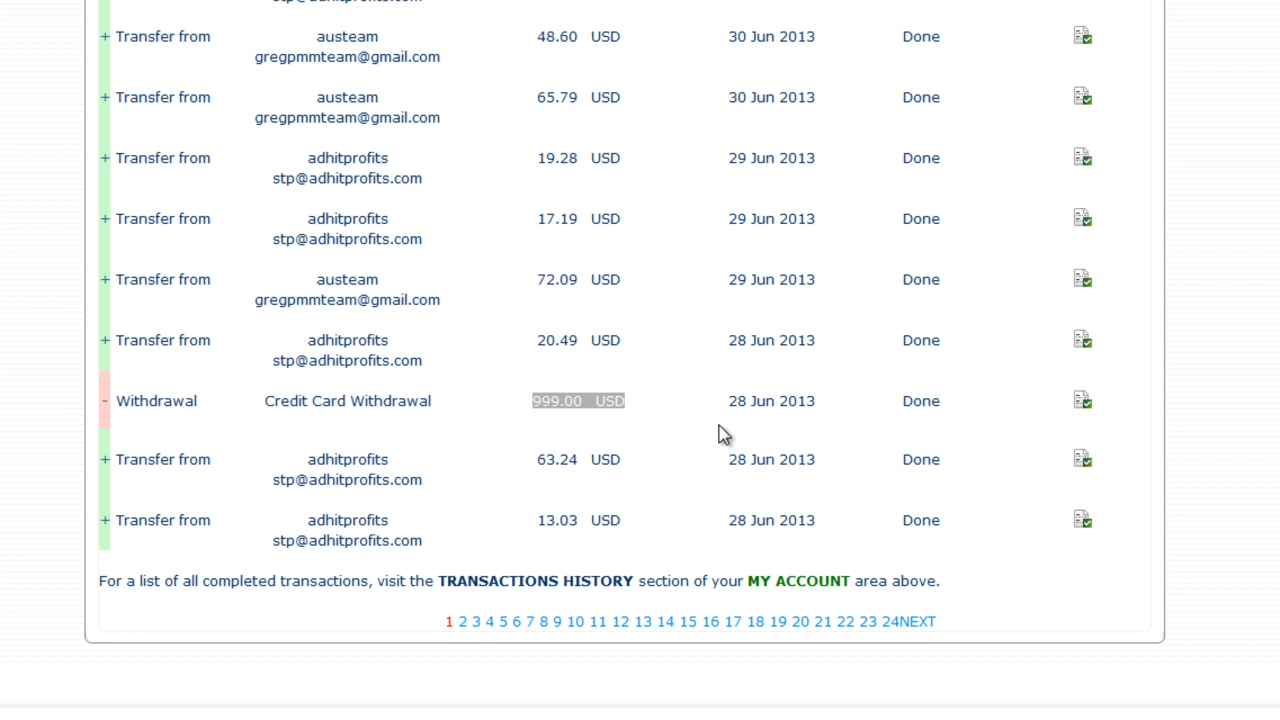 stp@adhitprofits.com
+ Transfer from austeam 48.60 USD 30 Jun 2013 Done
gregpmmteam@gmail.com
+ Transfer from austeam 65.79 USD 30 Jun 2013 Done
gregpmmteam@gmail.com
+ Transfer from adhitprofits 19.28 USD 29 Jun 2013 Done
stp@adhitprofits.com
+ Transfer from adhitprofits 17.19 USD 29 Jun 2013 Done
stp@adhitprofits.com
+ Transfer from austeam 72.09 USD 29 Jun 2013 Done
gregpmmteam@gmail.com
+ Transfer from adhitprofits 20.49 USD 28 Jun 2013 Done
stp@adhitprofits.com
- Withdrawal Credit Card Withdrawal 999.00 USD 28 Jun 2013 Done
+ Transfer from adhitprofits 63.24 USD 28 Jun 2013 Done
stp@adhitprofits.com
+ Transfer from adhitprofits 13.03 USD 28 Jun 2013 Done
stp@adhitprofits.com
For a list of all completed transactions, visit the TRANSACTIONS HISTORY section of your MY ACCOUNT area above.
1 2 3 4 5 6 7 8 9 10 11 12 13 14 15 16 17 18 19 20 21 22 23 24NEXT